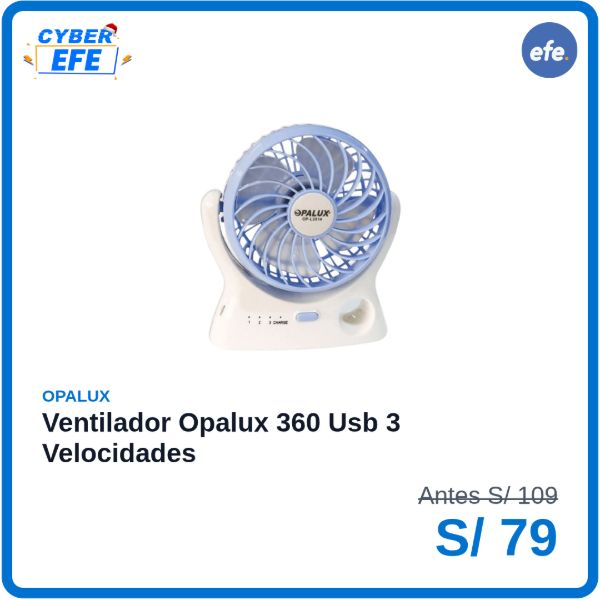 CYBER
EFE
efe.
OPALUX
1 2 3 CHARGE
OPALUX
Ventilador Opalux 360 Usb 3
Velocidades
Antes S/ 109
S/ 79